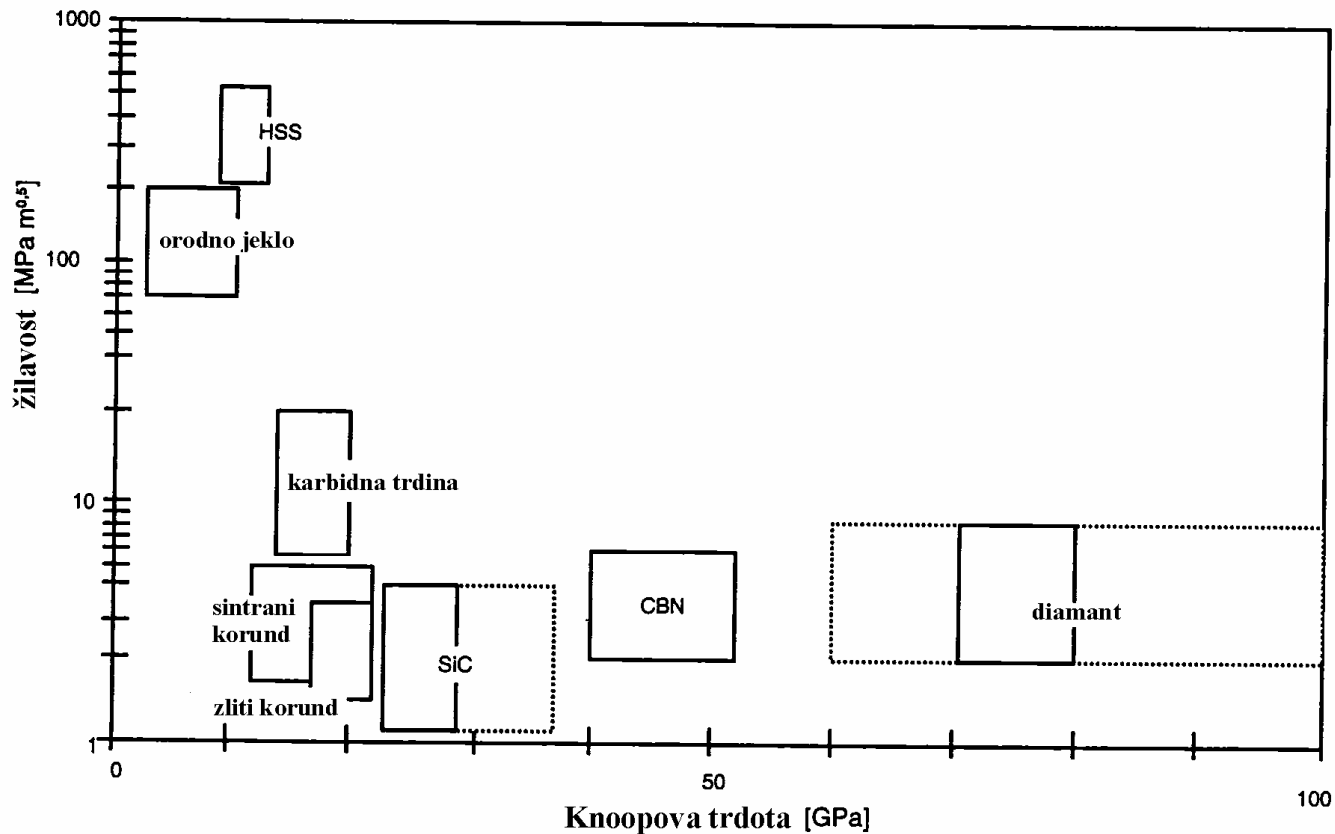 1000
HSS
žilavost [MPa m⁰,⁵]
orodno jeklo
100
karbidna trdina
10
sintrani
korund
SiC
CBN
diamant
zliti korund
1
0
50
100
Knoopova trdota [GPa]